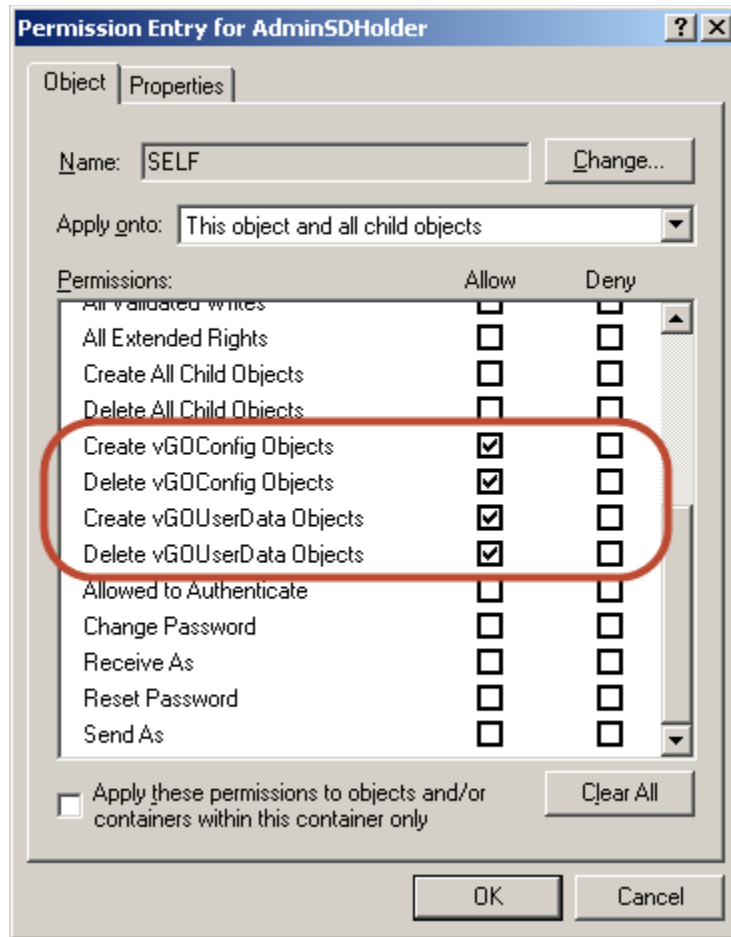 Permission Entry for AdminSDHolder
Object Properties
Name: SELF Change...
Apply onto: This object and all child objects
Permissions: Allow Deny
All Validated Writes
All Extended Rights
Create All Child Objects
Delete All Child Objects
Create vGOConfig Objects
Delete vGOConfig Objects
Create vGOUserData Objects
Delete vGOUserData Objects
Allowed to Authenticate
Change Password
Receive As
Reset Password
Send As
Apply these permissions to objects and/or
containers within this container only
Clear All
OK Cancel